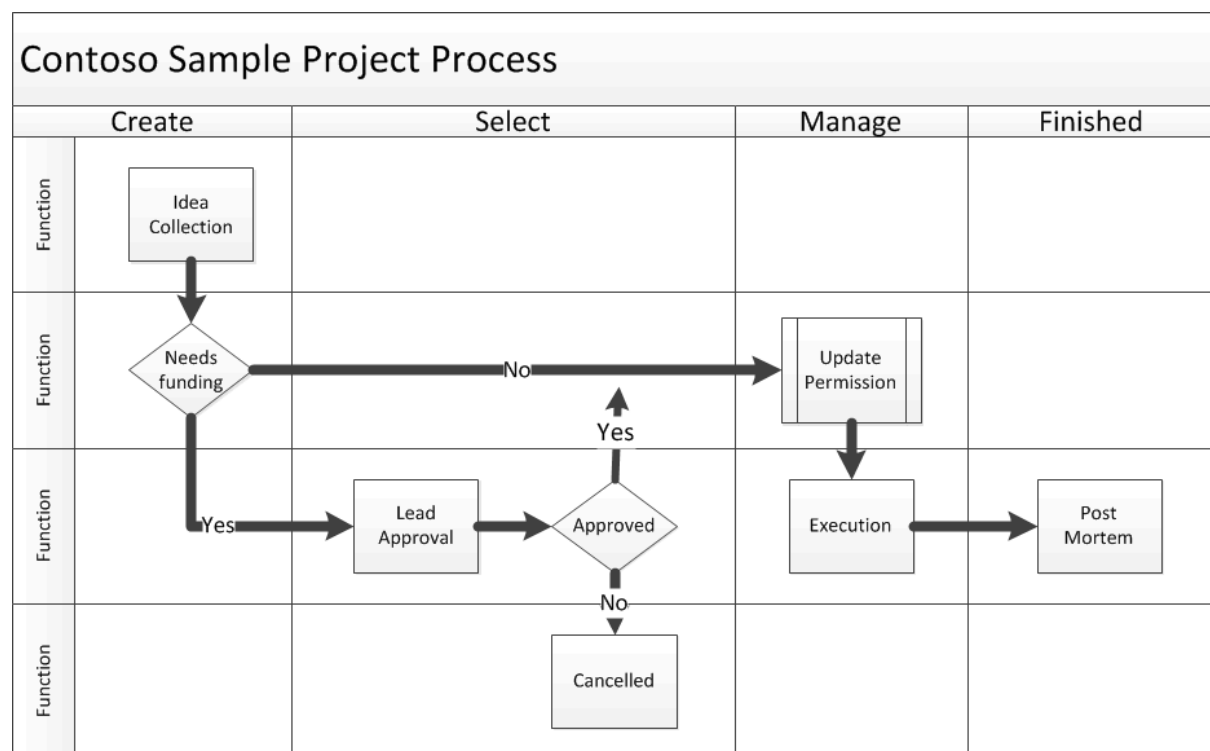 Contoso Sample Project Process
Create
Select
Manage
Finished
Function
Idea
Collection
Function
Needs
funding
No
Update
Permission
Yes
Function
Yes
Lead
Approval
Approved
Execution
Post
Mortem
No
Function
Cancelled